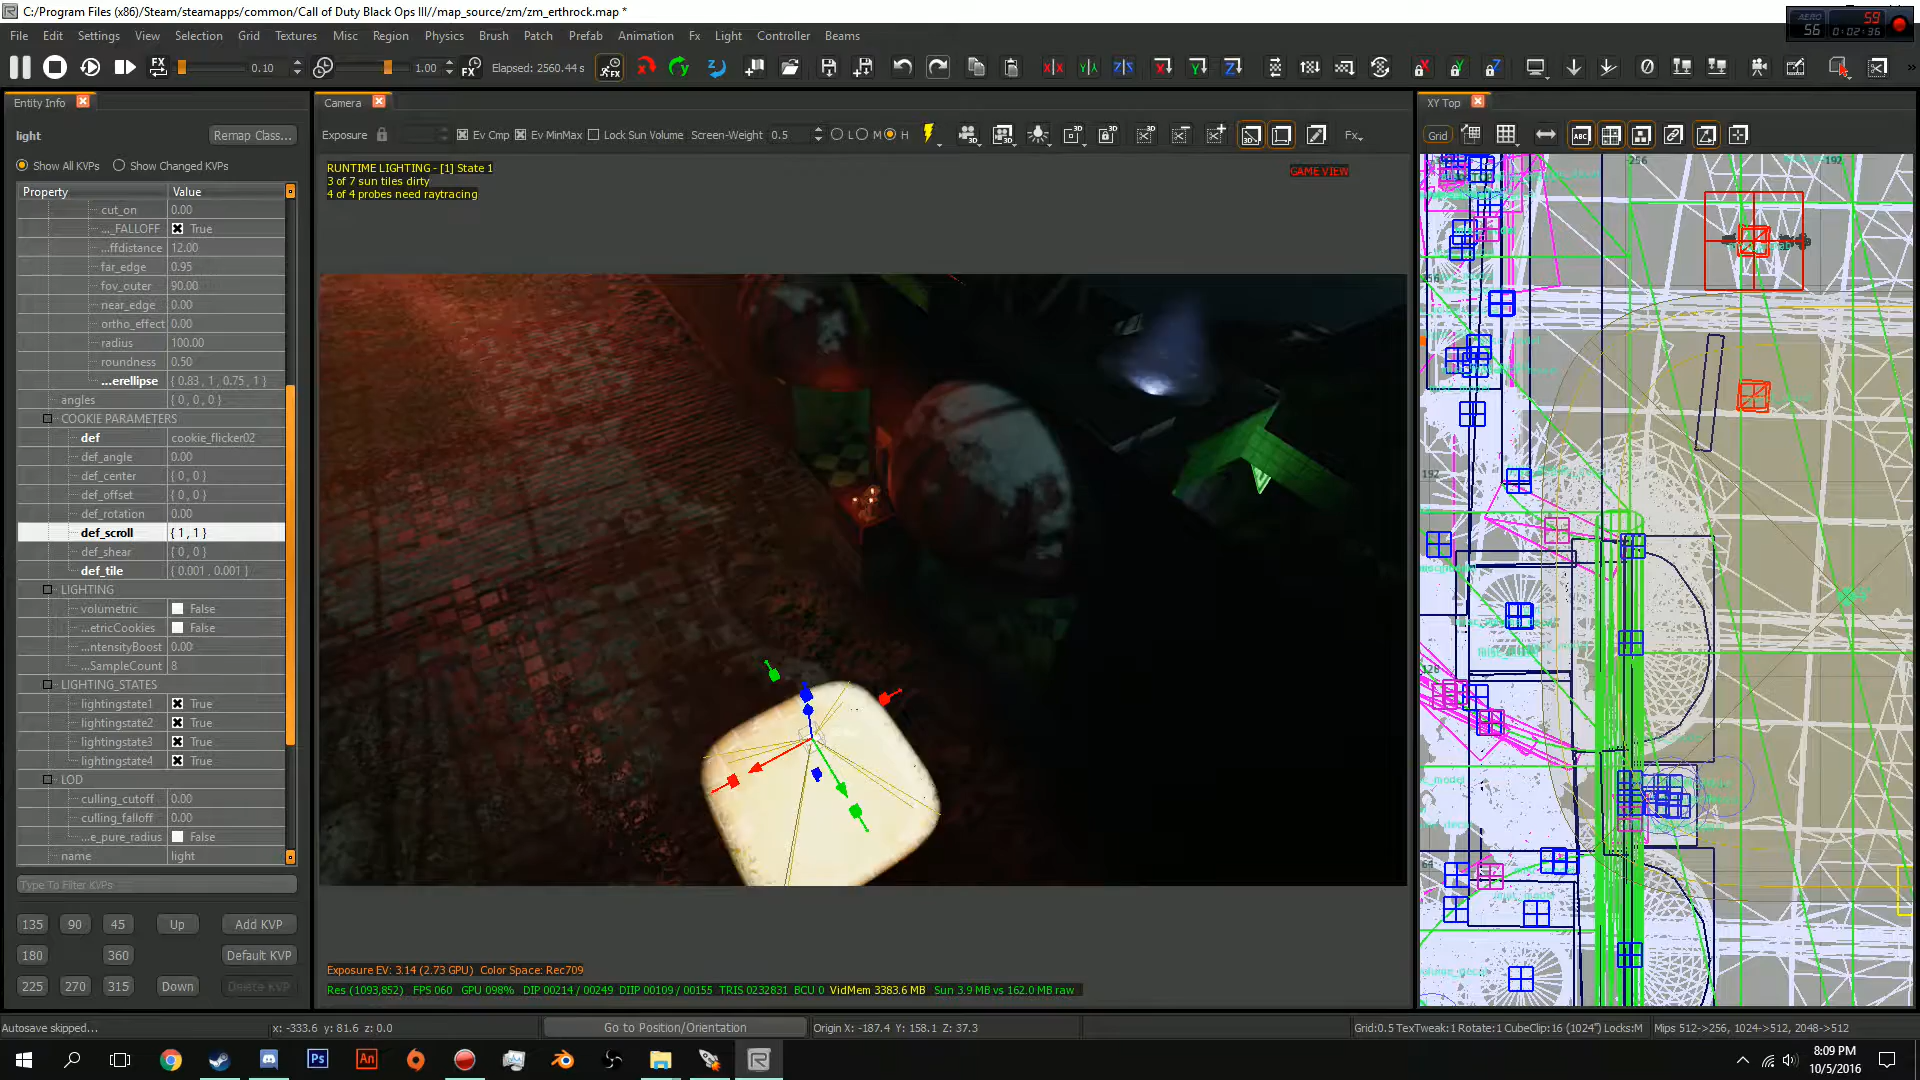 C:/Program Files (x86)/Steam/steamapps/common/Call of Duty Black Ops III//map_source/zm/zm_erthrock.map *
AERO 56 59 0:02:36
File Edit Settings View Selection Grid Textures Misc Region Physics Brush Patch Prefab Animation Fx Light Controller Beams
FX 0.10 1.00 FX Elapsed: 2560.44 s
Entity Info
Camera
XY Top
light
Remap Class...
Exposure Ev Cmp Ev MinMax Lock Sun Volume Screen-Weight 0.5 L M H
Fx
Grid
Show All KVPs Show Changed KVPs
Property Value
cut_on 0.00
..._FALLOFF True
...ffdistance 12.00
far_edge 0.95
fov_outer 90.00
near_edge 0.00
ortho_effect 0.00
radius 100.00
roundness 0.50
...erellipse { 0.83 , 1 , 0.75 , 1 }
angles { 0 , 0 , 0 }
COOKIE PARAMETERS
def cookie_flicker02
def_angle 0.00
def_center { 0 , 0 }
def_offset { 0 , 0 }
def_rotation 0.00
def_scroll { 1 , 1 }
def_shear { 0 , 0 }
def_tile { 0.001 , 0.001 }
LIGHTING
volumetric False
...etricCookies False
...ntensityBoost 0.00
...SampleCount 8
LIGHTING_STATES
lightingstate1 True
lightingstate2 True
lightingstate3 True
lightingstate4 True
LOD
culling_cutoff 0.00
culling_falloff 0.00
...e_pure_radius False
name light
Type To Filter KVPs
135 90 45 Up Add KVP
180 360 Default KVP
225 270 315 Down Delete KVP
RUNTIME LIGHTING - [1] State 1
3 of 7 sun tiles dirty
4 of 4 probes need raytracing
GAME VIEW
Exposure EV: 3.14 (2.73 GPU) Color Space: Rec709
Res (1093,852) FPS 060 GPU 098% DIP 00214 / 00249 DIIP 00109 / 00155 TRIS 0232831 BCU 0 VidMem 3383.6 MB Sun 3.9 MB vs 162.0 MB raw
-256
192
192
128
64
Autosave skipped... x: -333.6 y: 81.6 z: 0.0 Go to Position/Orientation Origin X: -187.4 Y: 158.1 Z: 37.3 Grid:0.5 TexTweak:1 Rotate:1 CubeClip:16 (1024") Locks:M Mips 512->256, 1024->512, 2048->512
Ps An
8:09 PM
10/5/2016